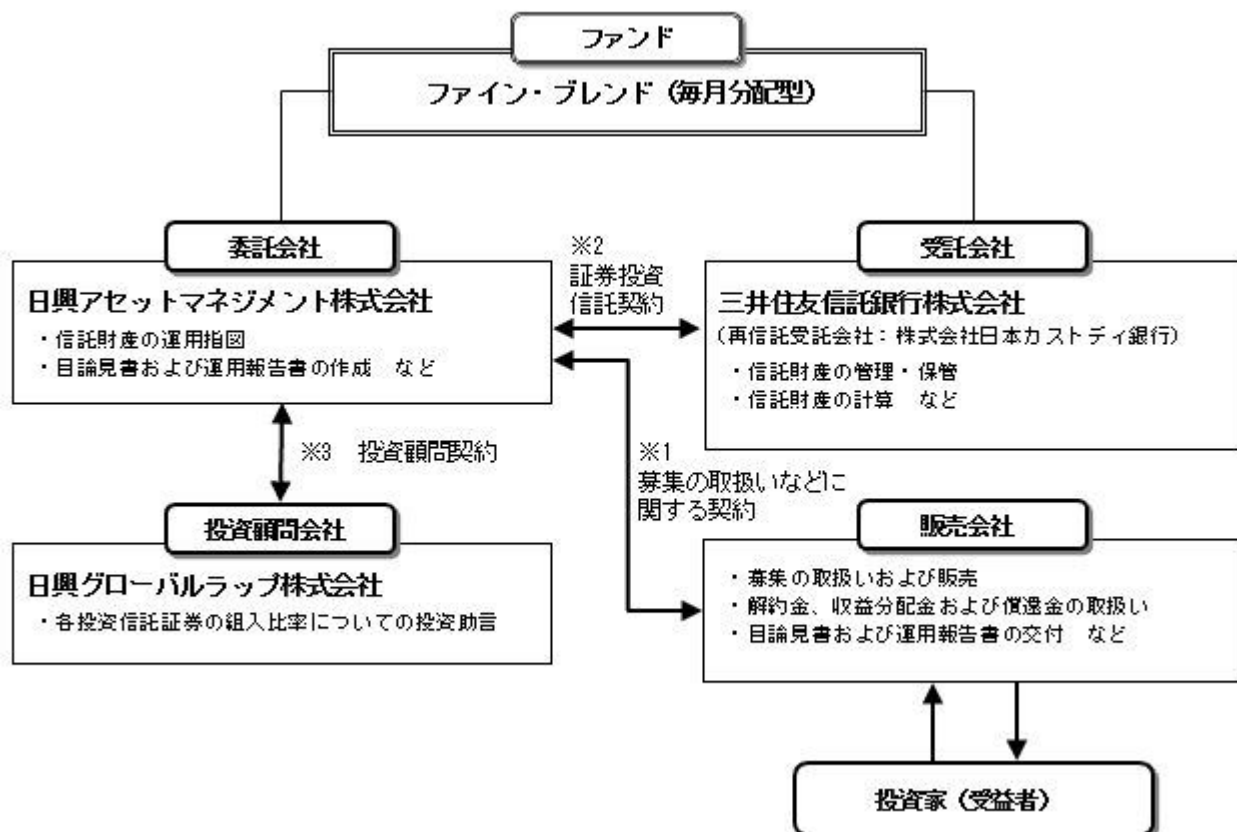 ファンド
ファイン・ブレンド（毎月分配型）
委託会社
日興アセットマネジメント株式会社
・信託財産の運用指図
・目論見書および運用報告書の作成　など
※2
証券投資
信託契約
受託会社
三井住友信託銀行株式会社
（再信託受託会社：株式会社日本カストディ銀行）
・信託財産の管理・保管
・信託財産の計算　など
※3　投資顧問契約
※1
募集の取扱いなどに
関する契約
投資顧問会社
日興グローバルラップ株式会社
・各投資信託証券の組入比率についての投資助言
販売会社
・募集の取扱いおよび販売
・解約金、収益分配金および償還金の取扱い
・目論見書および運用報告書の交付　など
投資家（受益者）